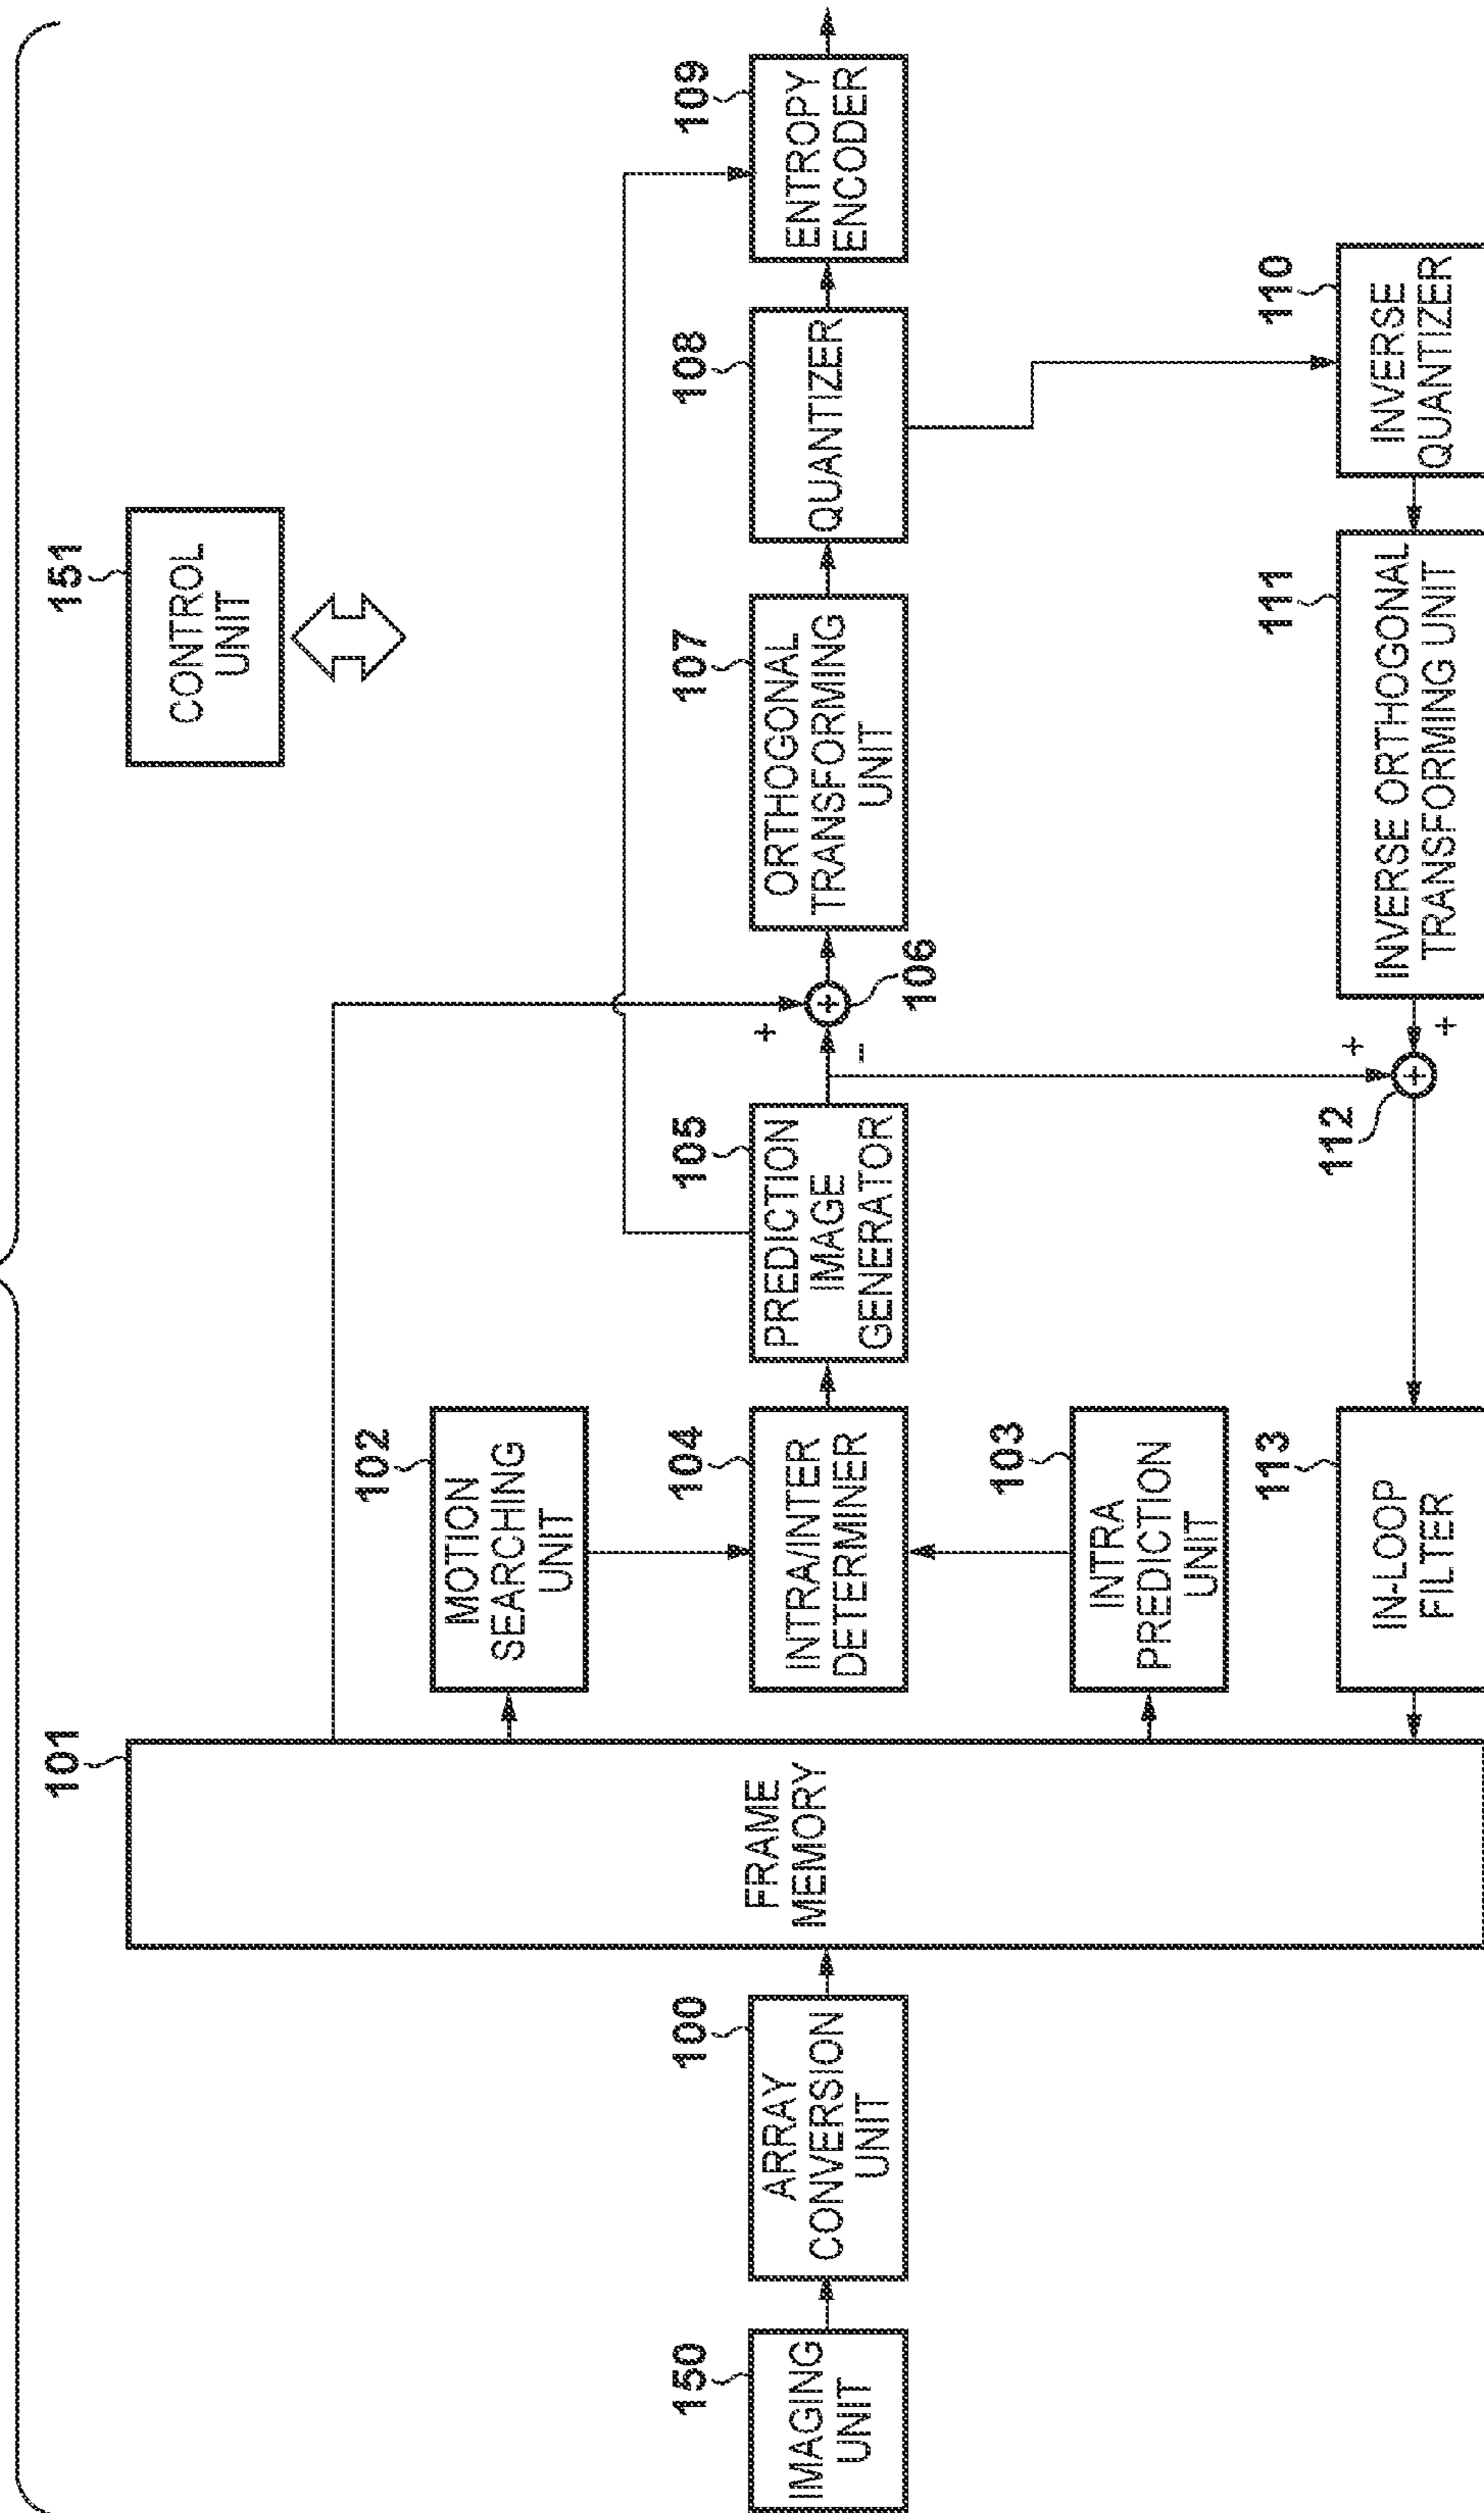 151
CONTROL
UNIT
101
FRAME
MEMORY
102
MOTION
SEARCHING
UNIT
150
IMAGING
UNIT
100
ARRAY
CONVERSION
UNIT
104
INTRA/INTER
DETERMINER
105
PREDICTION
IMAGE
GENERATOR
+
-
+
106
107
ORTHOGONAL
TRANSFORMING
UNIT
108
QUANTIZER
109
ENTROPY
ENCODER
103
INTRA
PREDICTION
UNIT
113
IN-LOOP
FILTER
112
+
+
+
111
INVERSE ORTHOGONAL
TRANSFORMING UNIT
110
INVERSE
QUANTIZER